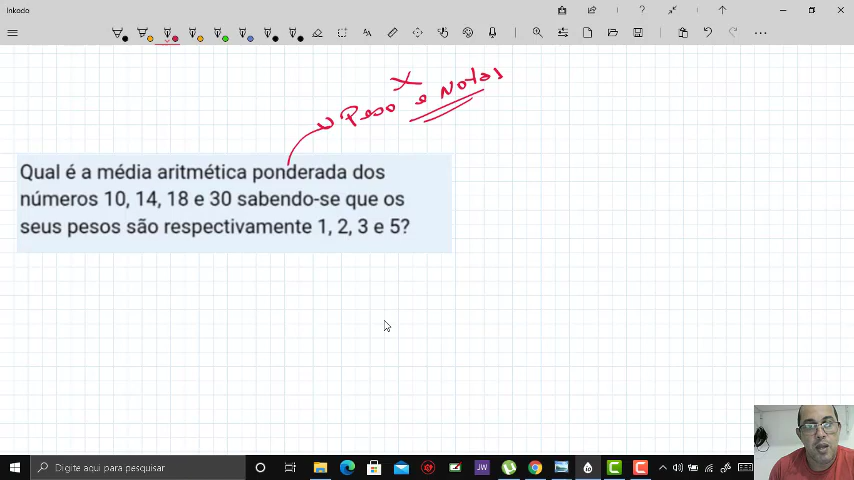 Inkodo
x
Peso e Notas
Qual é a média aritmética ponderada dos
números 10, 14, 18 e 30 sabendo-se que os
seus pesos são respectivamente 1, 2, 3 e 5?
Digite aqui para pesquisar
JW